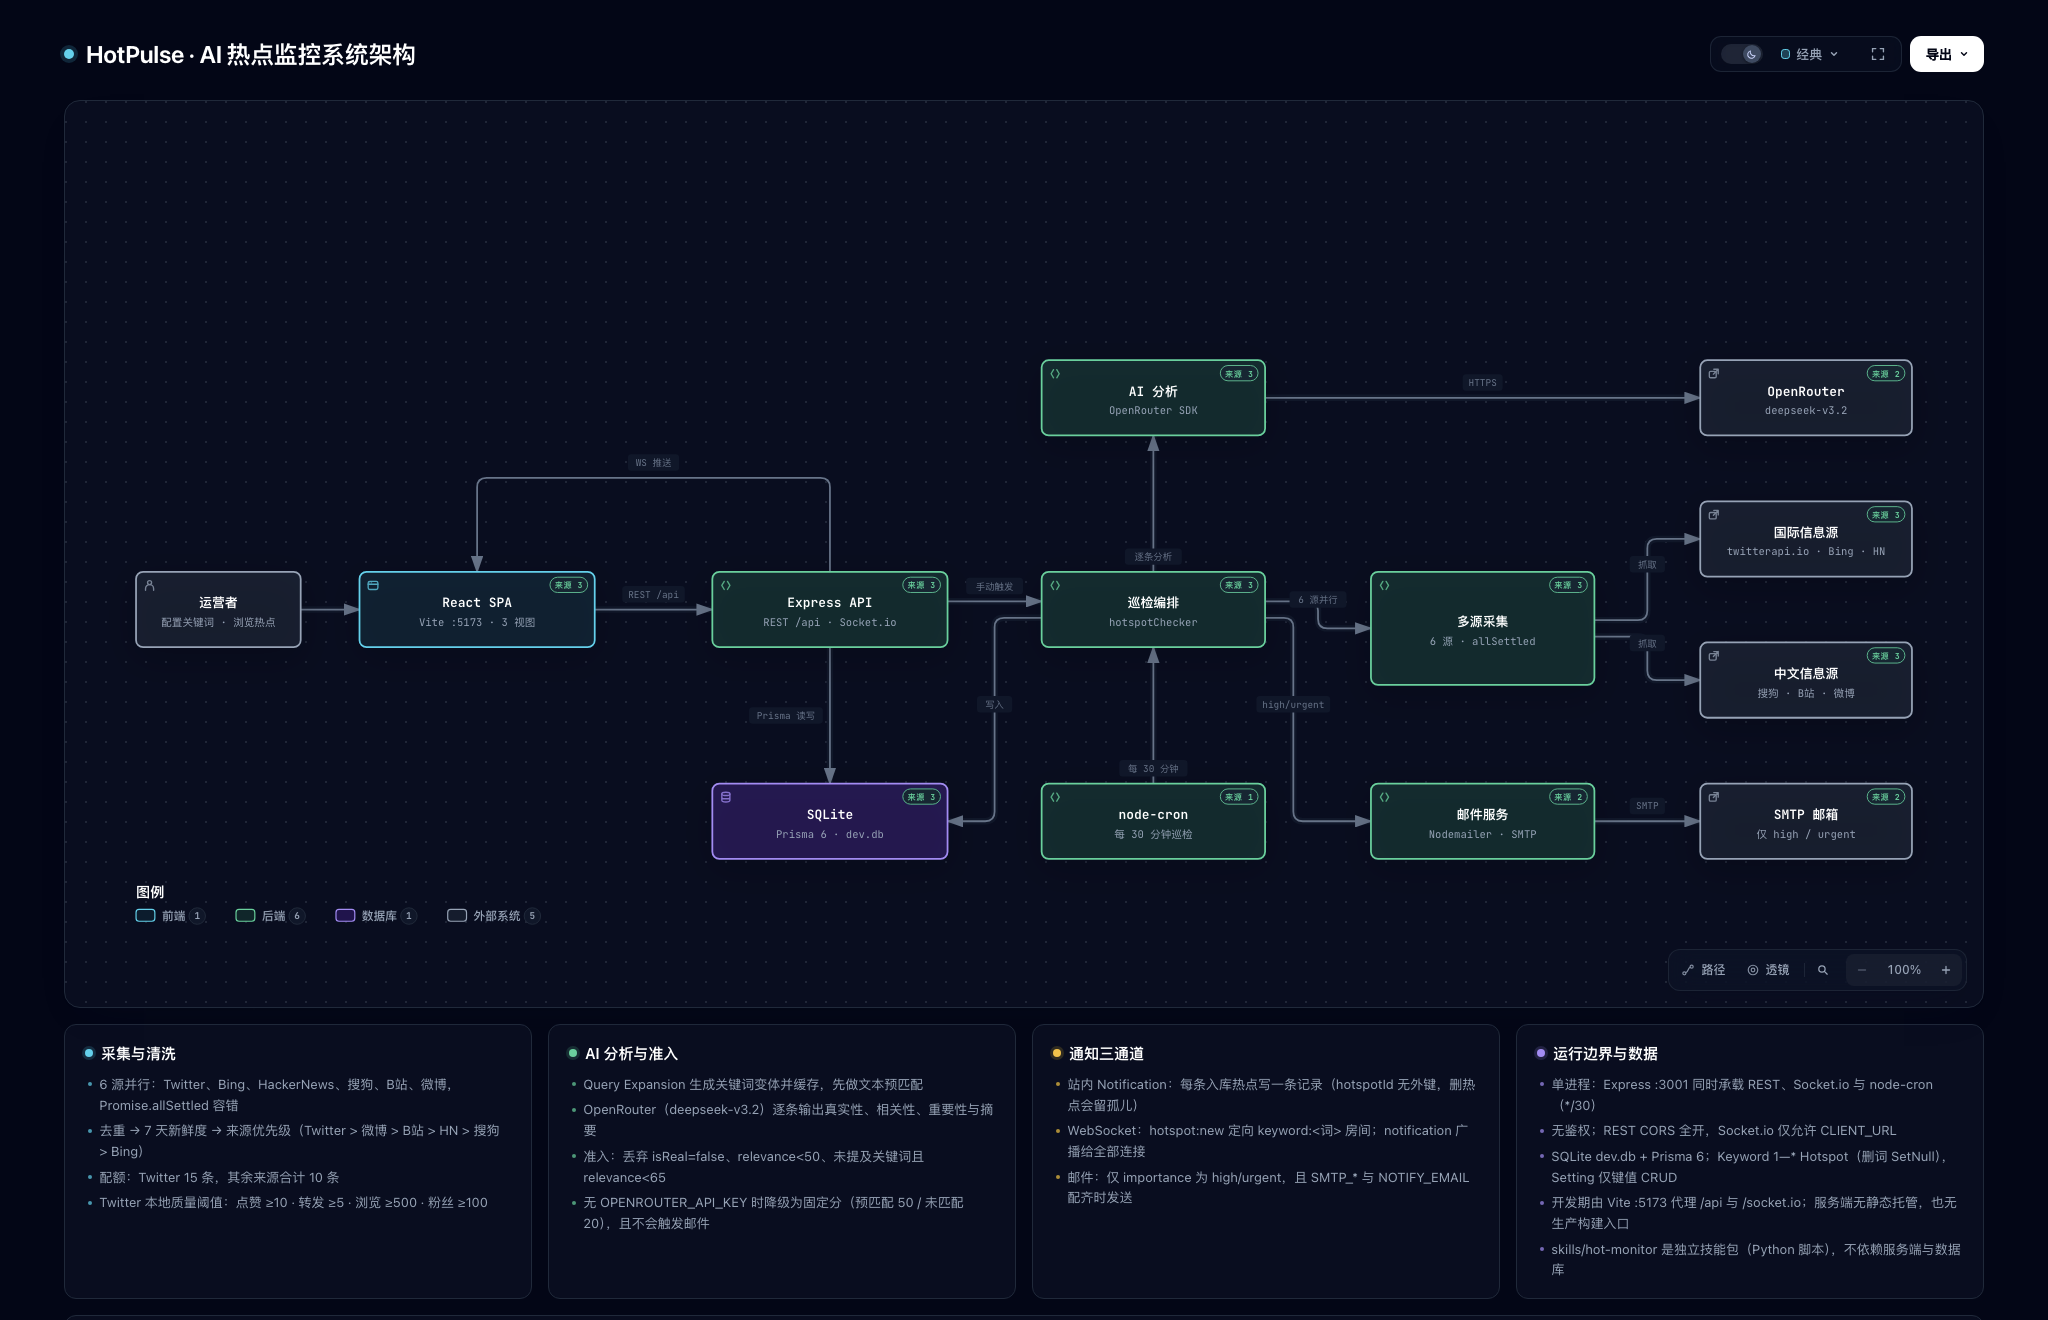 HotPulse · AI 热点监控系统架构
经典
导出
来源 3
AI 分析
OpenRouter SDK
HTTPS
来源 2
OpenRouter
deepseek-v3.2
WS 推送
来源 3
国际信息源
twitterapi.io · Bing · HN
逐条分析
抓取
运营者
配置关键词 · 浏览热点
来源 3
React SPA
Vite :5173 · 3 视图
REST /api
来源 3
Express API
REST /api · Socket.io
手动触发
来源 3
巡检编排
hotspotChecker
6 源并行
来源 3
多源采集
6 源 · allSettled
抓取
来源 3
中文信息源
搜狗 · B站 · 微博
Prisma 读写
写入
high/urgent
每 30 分钟
来源 3
SQLite
Prisma 6 · dev.db
来源 1
node-cron
每 30 分钟巡检
来源 2
邮件服务
Nodemailer · SMTP
SMTP
来源 2
SMTP 邮箱
仅 high / urgent
图例
前端 1
后端 6
数据库 1
外部系统 5
路径
透镜
100%
采集与清洗
6 源并行：Twitter、Bing、HackerNews、搜狗、B站、微博，
Promise.allSettled 容错
去重 → 7 天新鲜度 → 来源优先级（Twitter > 微博 > B站 > HN > 搜狗
> Bing）
配额：Twitter 15 条，其余来源合计 10 条
Twitter 本地质量阈值：点赞 ≥10 · 转发 ≥5 · 浏览 ≥500 · 粉丝 ≥100
AI 分析与准入
Query Expansion 生成关键词变体并缓存，先做文本预匹配
OpenRouter（deepseek-v3.2）逐条输出真实性、相关性、重要性与摘
要
准入：丢弃 isReal=false、relevance<50、未提及关键词且
relevance<65
无 OPENROUTER_API_KEY 时降级为固定分（预匹配 50 / 未匹配
20），且不会触发邮件
通知三通道
站内 Notification：每条入库热点写一条记录（hotspotId 无外键，删热
点会留孤儿）
WebSocket：hotspot:new 定向 keyword:<词> 房间；notification 广
播给全部连接
邮件：仅 importance 为 high/urgent，且 SMTP_* 与 NOTIFY_EMAIL
配齐时发送
运行边界与数据
单进程：Express :3001 同时承载 REST、Socket.io 与 node-cron
（*/30）
无鉴权；REST CORS 全开，Socket.io 仅允许 CLIENT_URL
SQLite dev.db + Prisma 6；Keyword 1—* Hotspot（删词 SetNull），
Setting 仅键值 CRUD
开发期由 Vite :5173 代理 /api 与 /socket.io；服务端无静态托管，也无
生产构建入口
skills/hot-monitor 是独立技能包（Python 脚本），不依赖服务端与数据
库